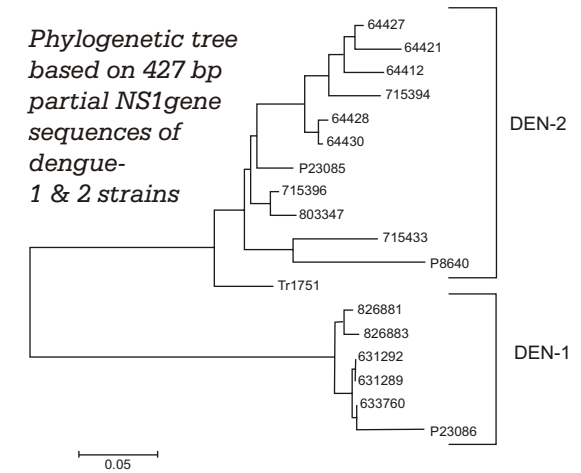 Phylogenetic tree
based on 427 bp
partial NS1gene
sequences of
dengue-
1 & 2 strains
64427
64421
64412
715394
64428
64430
P23085
715396
803347
715433
P8640
Tr1751
DEN-2
826881
826883
631292
631289
633760
P23086
DEN-1
0.05